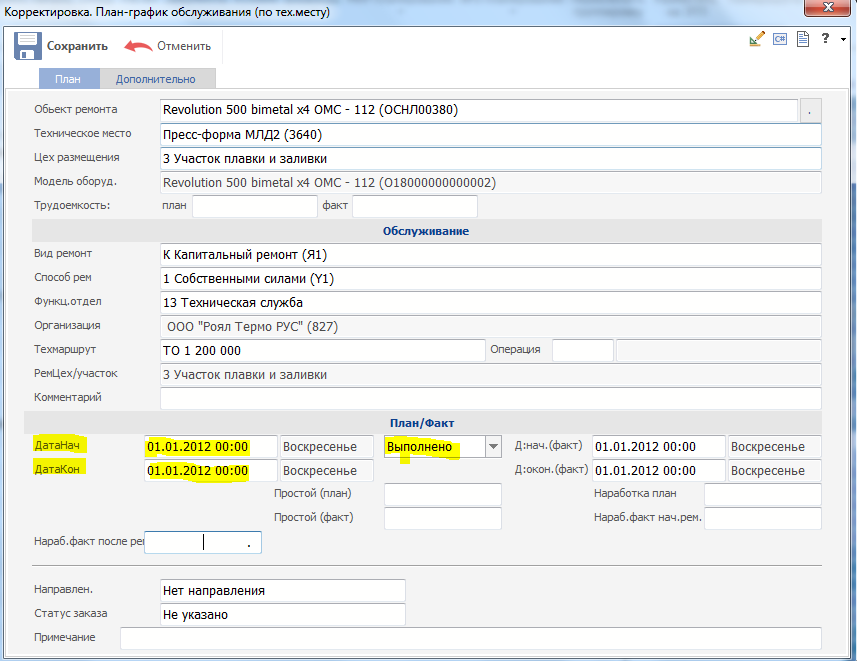 Корректировка. План-график обслуживания (по тех.месту)
Сохранить Отменить C# ?
План Дополнительно
Обьект ремонта Revolution 500 bimetal x4 ОМС - 112 (ОСНЛ00380) .
Техническое место Пресс-форма МЛД2 (3640)
Цех размещения 3 Участок плавки и заливки
Модель оборуд. Revolution 500 bimetal x4 ОМС - 112 (О18000000000002)
Трудоемкость: план факт
Обслуживание
Вид ремонт К Капитальный ремонт (Я1)
Способ рем 1 Собственными силами (Y1)
Функц.отдел 13 Техническая служба
Организация ООО "Роял Термо РУС" (827)
Техмаршрут ТО 1 200 000 Операция
РемЦех/участок 3 Участок плавки и заливки
Комментарий
План/Факт
ДатаНач 01.01.2012 00:00 Воскресенье Выполнено Д:нач.(факт) 01.01.2012 00:00 Воскресенье
ДатаКон 01.01.2012 00:00 Воскресенье Д:окон.(факт) 01.01.2012 00:00 Воскресенье
Простой (план) Наработка план
Простой (факт) Нараб.факт нач.рем.
Нараб.факт после ре .
Направлен. Нет направления
Статус заказа Не указано
Примечание